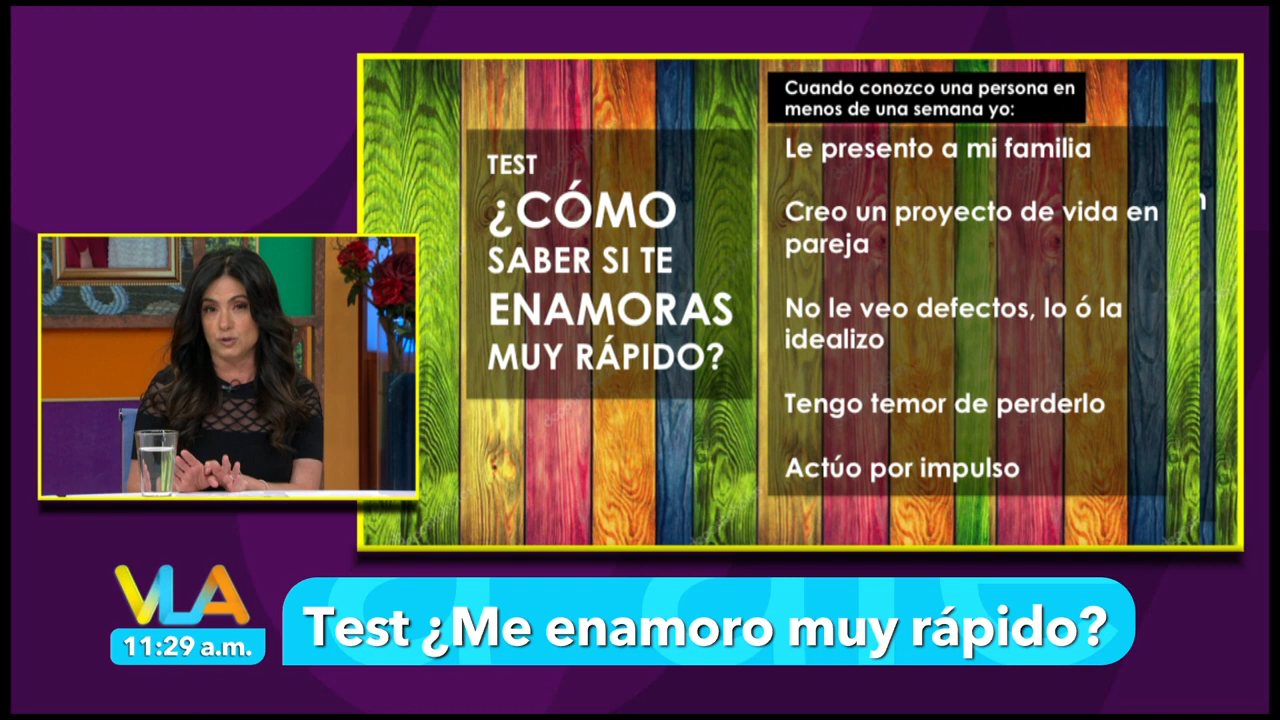 TEST
¿CÓMO
SABER SI TE
ENAMORAS
MUY RÁPIDO?
Cuando conozco una persona en
menos de una semana yo:
Le presento a mi familia
Creo un proyecto de vida en
pareja
No le veo defectos, lo ó la
idealizo
Tengo temor de perderlo
Actúo por impulso
VLA
11:29 a.m.
Test ¿Me enamoro muy rápido?